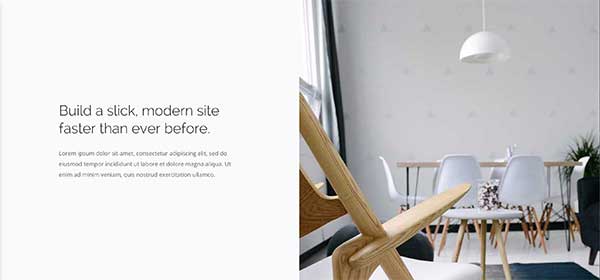 Build a slick, modern site
faster than ever before.
Lorem ipsum dolor sit amet, consectetur adipiscing elit, sed do
eiusmod tempor incididunt ut labore et dolore magna aliqua. Ut
enim ad minim veniam, quis nostrud exercitation ullamco.